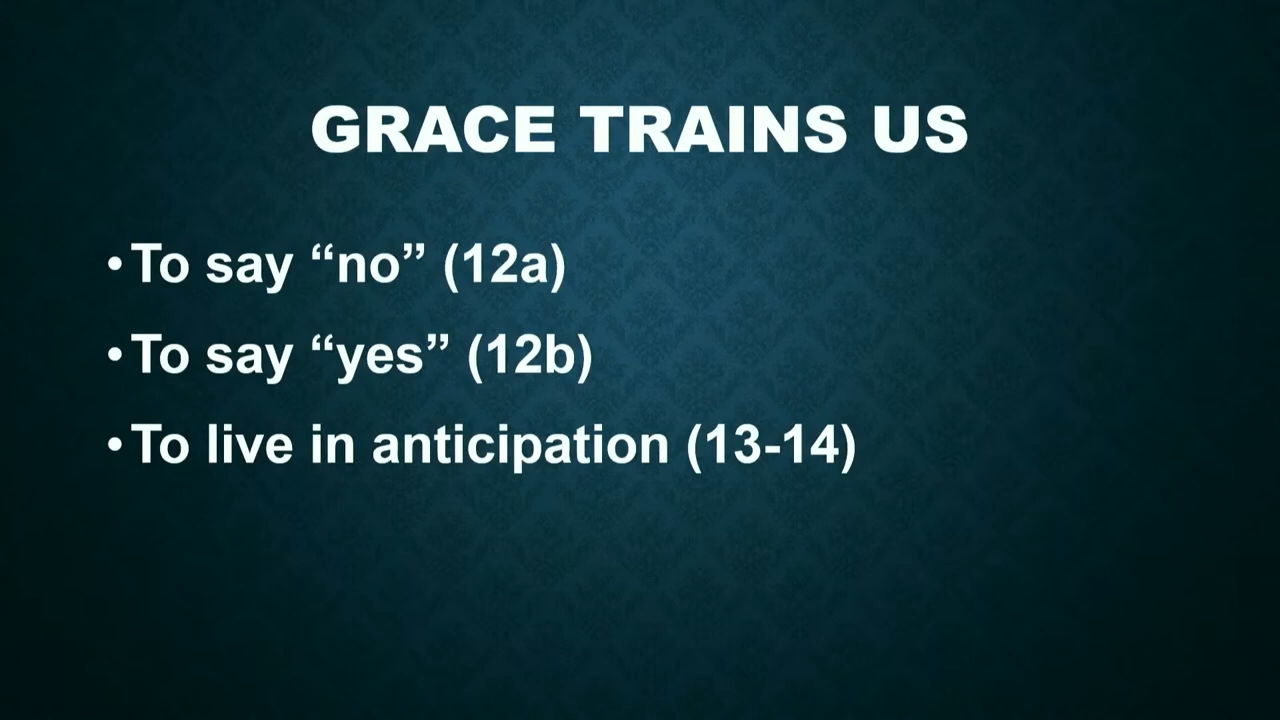 GRACE TRAINS US
•To say “no” (12a)
•To say “yes” (12b)
•To live in anticipation (13-14)